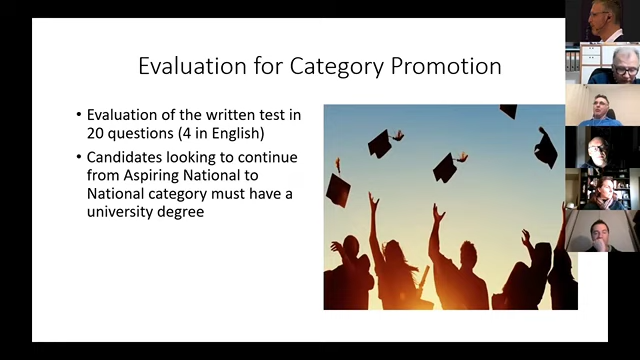 Evaluation for Category Promotion
• Evaluation of the written test in
20 questions (4 in English)
• Candidates looking to continue
from Aspiring National to
National category must have a
university degree